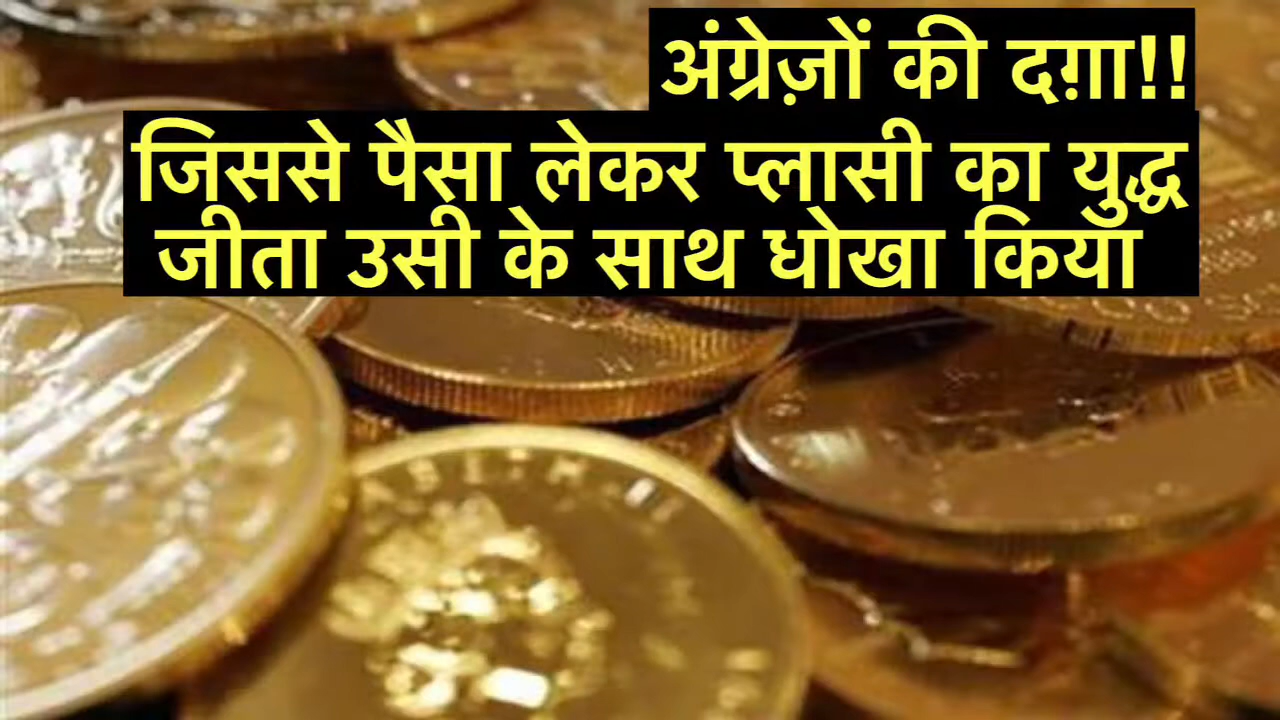 अंग्रेज़ों की दग़ा!!
जिससे पैसा लेकर प्लासी का युद्ध
जीता उसी के साथ धोखा किया